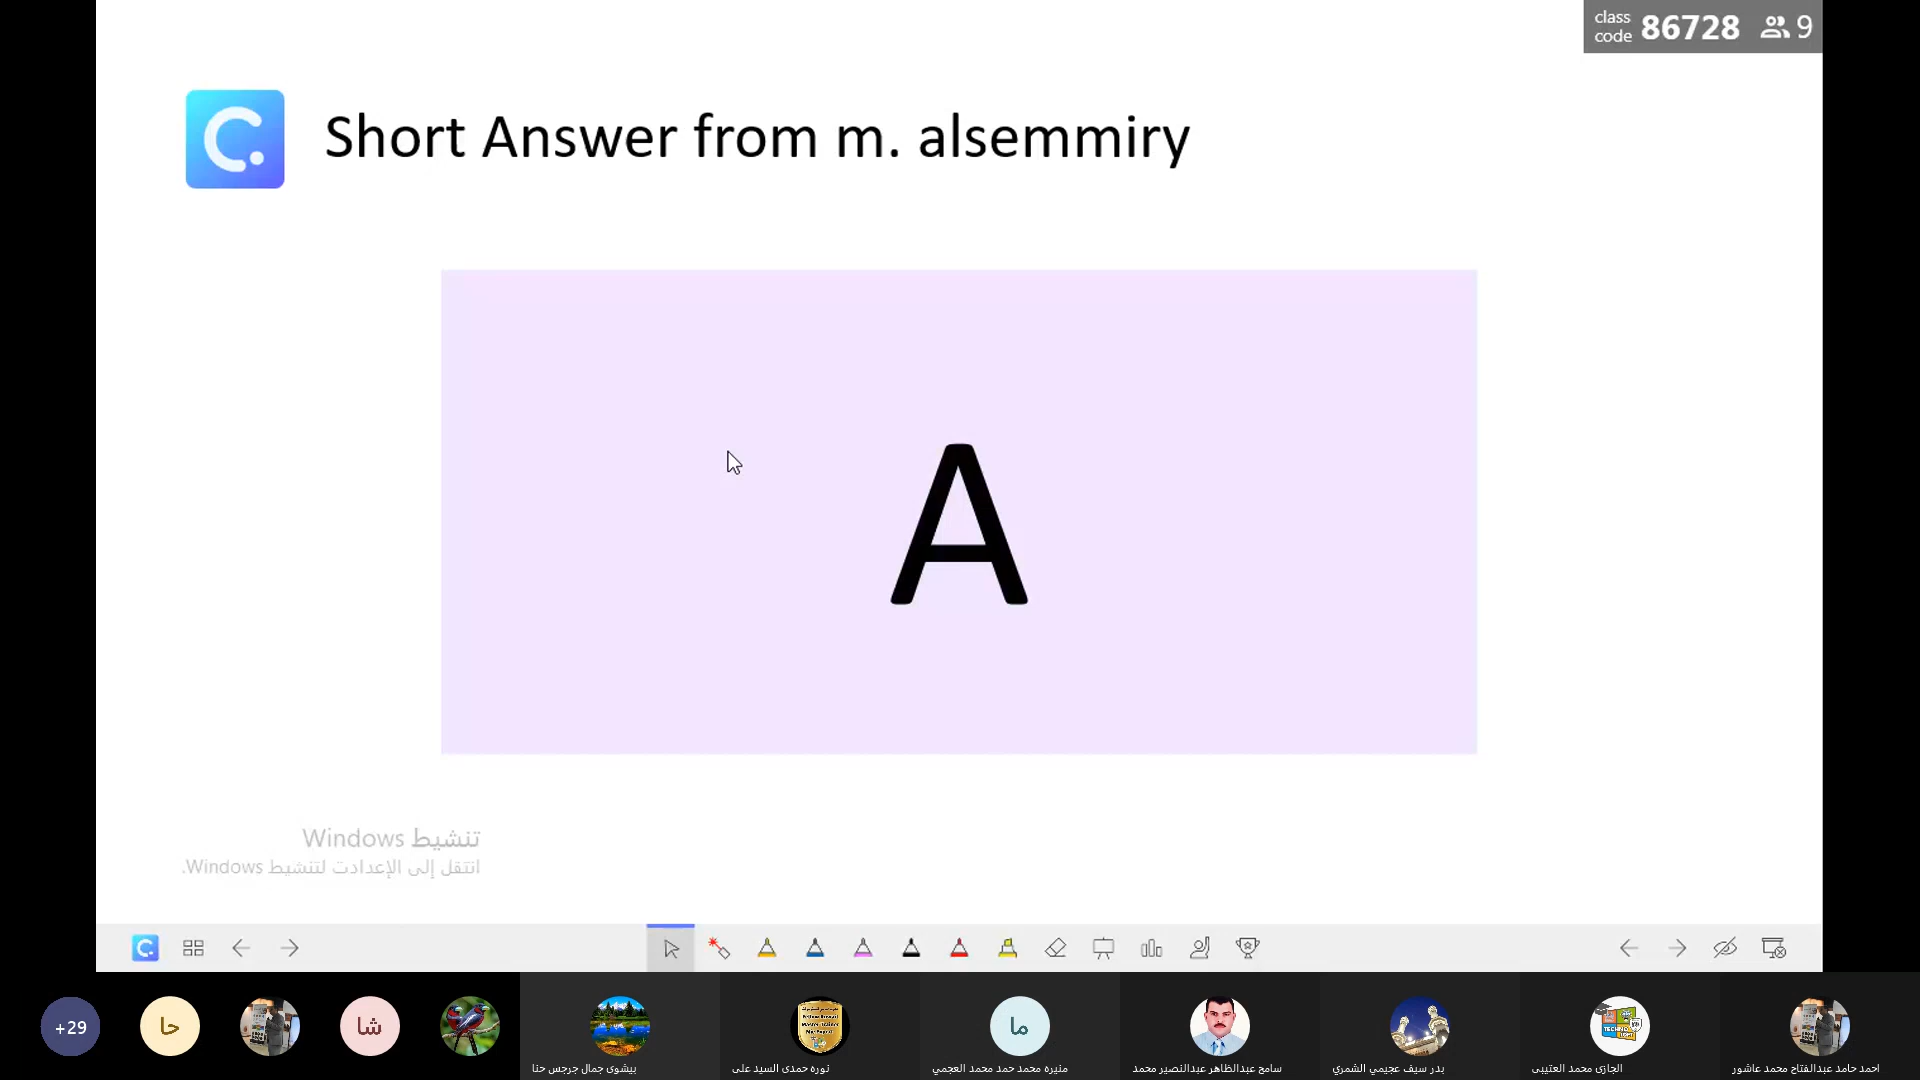 class code 86728 9
Short Answer from m. alsemmiry
A
تنشيط Windows
انتقل إلى الإعدادت لتنشيط Windows.
+29
حا
شا
ما
بيشوى جمال جرجس حنا
نوره حمدى السيد على
منيره محمد حمد محمد العجمي
سامح عبدالظاهر عبدالنصير محمد
بدر سيف عجيمي الشمري
الجازى محمد العتيبى
احمد حامد عبدالفتاح محمد عاشور